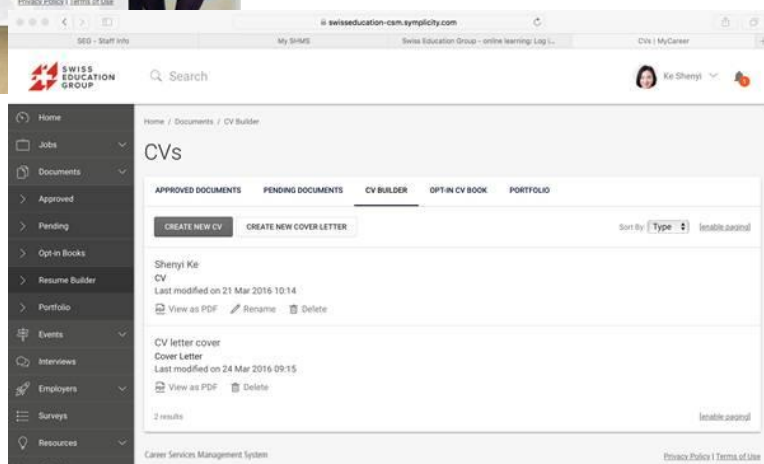 Privacy Policy | Terms of Use
swisseducation-csm.symplicity.com
SEG - Staff Info
My SHMS
Swiss Education Group - online learning: Log i...
CVs | MyCareer
SWISS
EDUCATION
GROUP
Search
Ke Shenyi
Home
Jobs
Documents
Approved
Pending
Opt-in Books
Resume Builder
Portfolio
Events
Interviews
Employers
Surveys
Resources
Home / Documents / CV Builder
CVs
APPROVED DOCUMENTS
PENDING DOCUMENTS
CV BUILDER
OPT-IN CV BOOK
PORTFOLIO
CREATE NEW CV
CREATE NEW COVER LETTER
Sort By Type
[enable paging]
Shenyi Ke
CV
Last modified on 21 Mar 2016 10:14
View as PDF Rename Delete
CV letter cover
Cover Letter
Last modified on 24 Mar 2016 09:15
View as PDF Delete
2 results
[enable paging]
Career Services Management System
Privacy Policy | Terms of Use